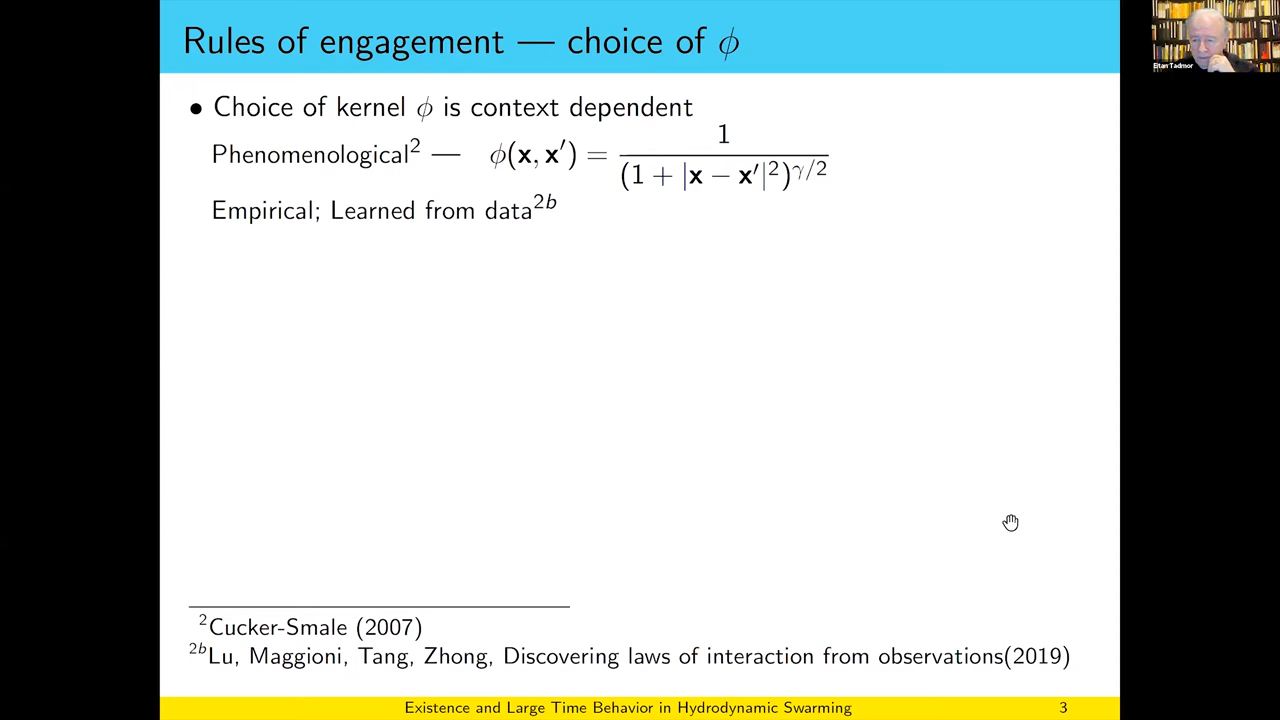 Rules of engagement — choice of ϕ
Eitan Tadmor
• Choice of kernel ϕ is context dependent
Phenomenological² — ϕ(x, x′) = 1 / (1 + |x − x′|²)^{γ/2}
Empirical; Learned from data^{2b}
²Cucker-Smale (2007)
^{2b}Lu, Maggioni, Tang, Zhong, Discovering laws of interaction from observations(2019)
Existence and Large Time Behavior in Hydrodynamic Swarming 3